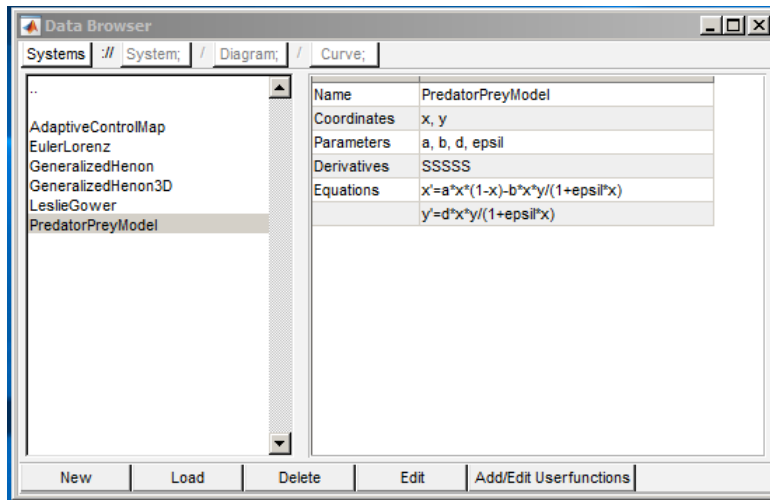 Data Browser
Systems :// System; / Diagram; / Curve;
..
AdaptiveControlMap
EulerLorenz
GeneralizedHenon
GeneralizedHenon3D
LeslieGower
PredatorPreyModel
Name PredatorPreyModel
Coordinates x, y
Parameters a, b, d, epsil
Derivatives SSSSS
Equations x'=a*x*(1-x)-b*x*y/(1+epsil*x)
y'=d*x*y/(1+epsil*x)
New Load Delete Edit Add/Edit Userfunctions